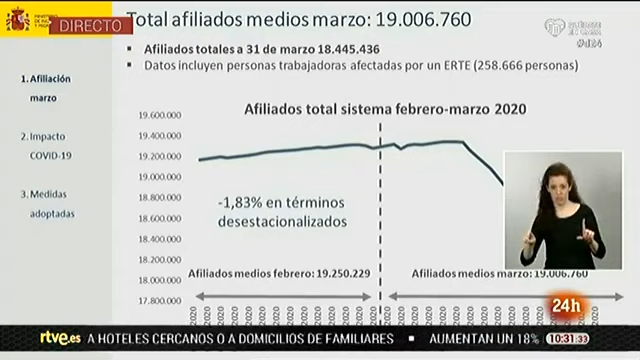 DIRECTO
Total afiliados medios marzo: 19.006.760
QUÉDATE
EN CASA
#d24
Afiliados totales a 31 de marzo 18.445.436
Datos incluyen personas trabajadoras afectadas por un ERTE (258.666 personas)
1. Afiliación
marzo
2. Impacto
COVID-19
3. Medidas
adoptadas
Afiliados total sistema febrero-marzo 2020
19.600.000
19.400.000
19.200.000
19.000.000
18.800.000
18.600.000
18.400.000
18.200.000
18.000.000
17.800.000
-1,83% en términos
desestacionalizados
Afiliados medios febrero: 19.250.229
Afiliados medios marzo: 19.006.760
24h
rtve.es A HOTELES CERCANOS O A DOMICILIOS DE FAMILIARES AUMENTAN UN 18% 10:31:33